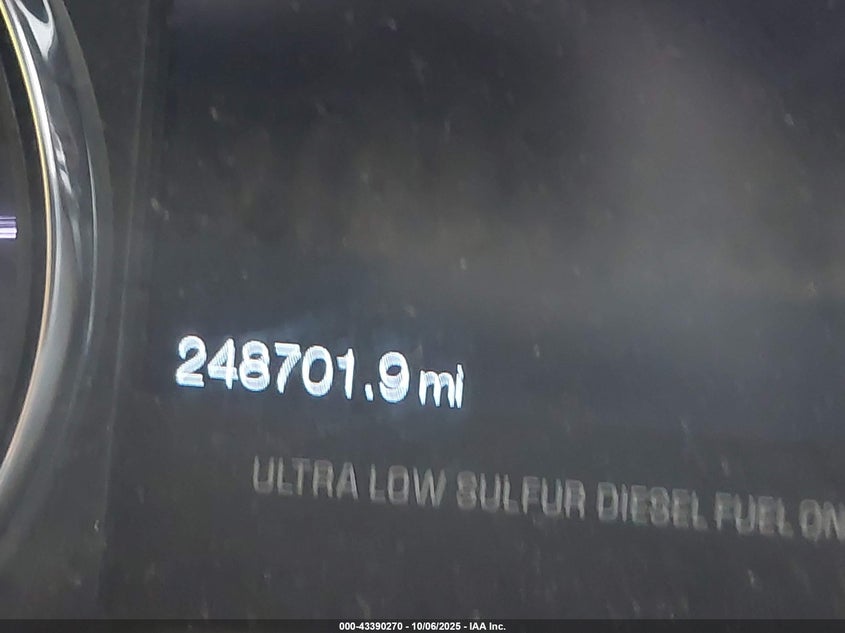 248701.9 mi
ULTRA LOW SULFUR DIESEL FUEL ON
000-43390270 - 10/06/2025 - IAA Inc.